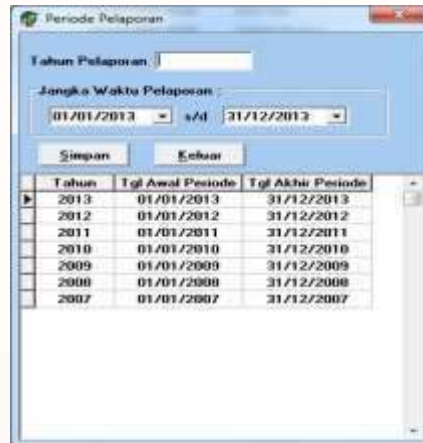 Periode Pelaporan
Tahun Pelaporan
Jangka Waktu Pelaporan :
01/01/2013 s/d 31/12/2013
Simpan Keluar
Tahun Tgl Awal Periode Tgl Akhir Periode
2013 01/01/2013 31/12/2013
2012 01/01/2012 31/12/2012
2011 01/01/2011 31/12/2011
2010 01/01/2010 31/12/2010
2009 01/01/2009 31/12/2009
2008 01/01/2008 31/12/2008
2007 01/01/2007 31/12/2007